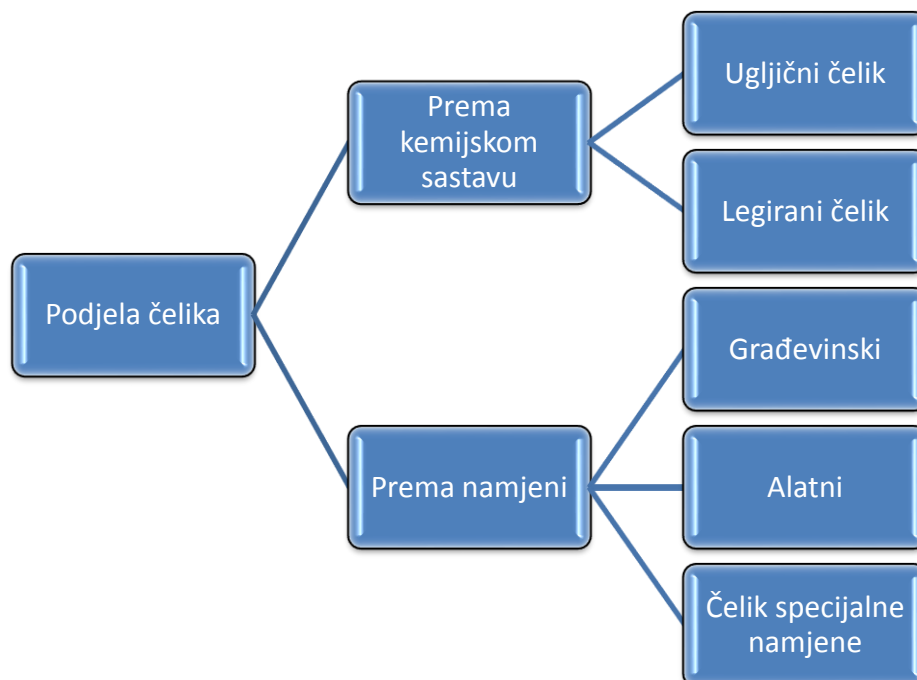 Podjela čelika
Prema
kemijskom
sastavu
Ugljični čelik
Legirani čelik
Prema namjeni
Građevinski
Alatni
Čelik specijalne
namjene